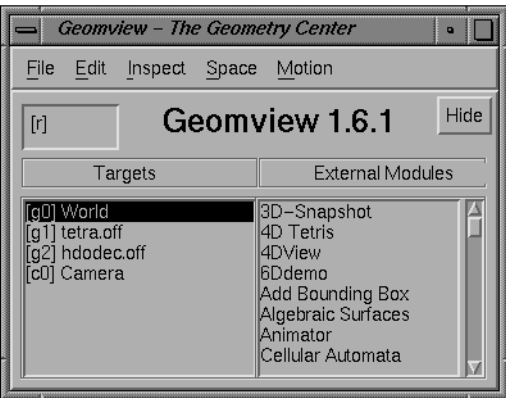 Geomview – The Geometry Center
File Edit Inspect Space Motion
[r]
Geomview 1.6.1
Hide
Targets
External Modules
[g0] World
[g1] tetra.off
[g2] hdodec.off
[c0] Camera
3D–Snapshot
4D Tetris
4DView
6Ddemo
Add Bounding Box
Algebraic Surfaces
Animator
Cellular Automata